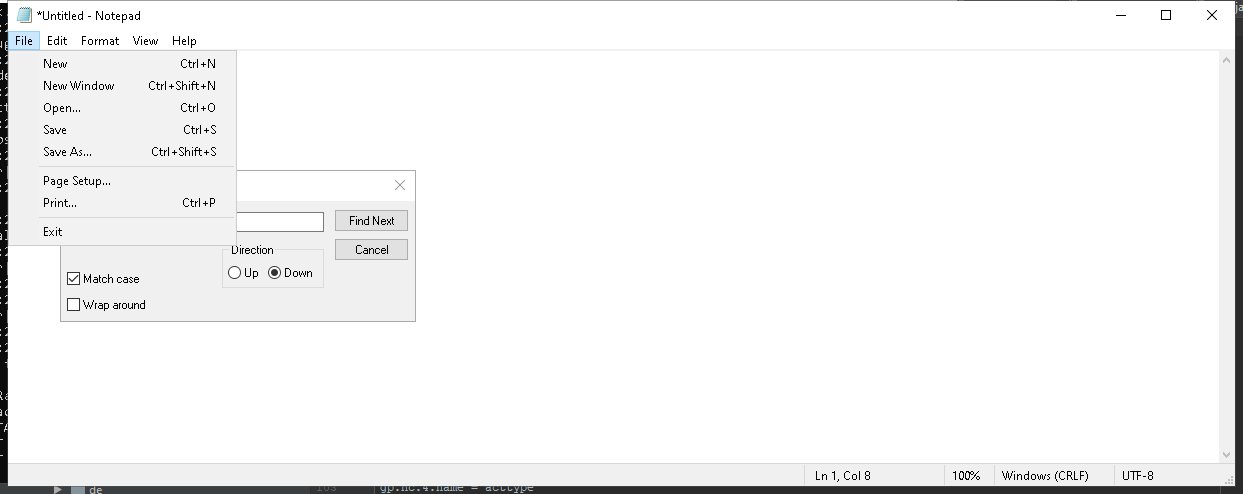 *Untitled - Notepad
File Edit Format View Help
New Ctrl+N
New Window Ctrl+Shift+N
Open... Ctrl+O
Save Ctrl+S
Save As... Ctrl+Shift+S
Page Setup...
Print... Ctrl+P
Exit
Find Next
Cancel
Direction
Up Down
Match case
Wrap around
Ln 1, Col 8 100% Windows (CRLF) UTF-8
de
gp.nc.4.name = acctype